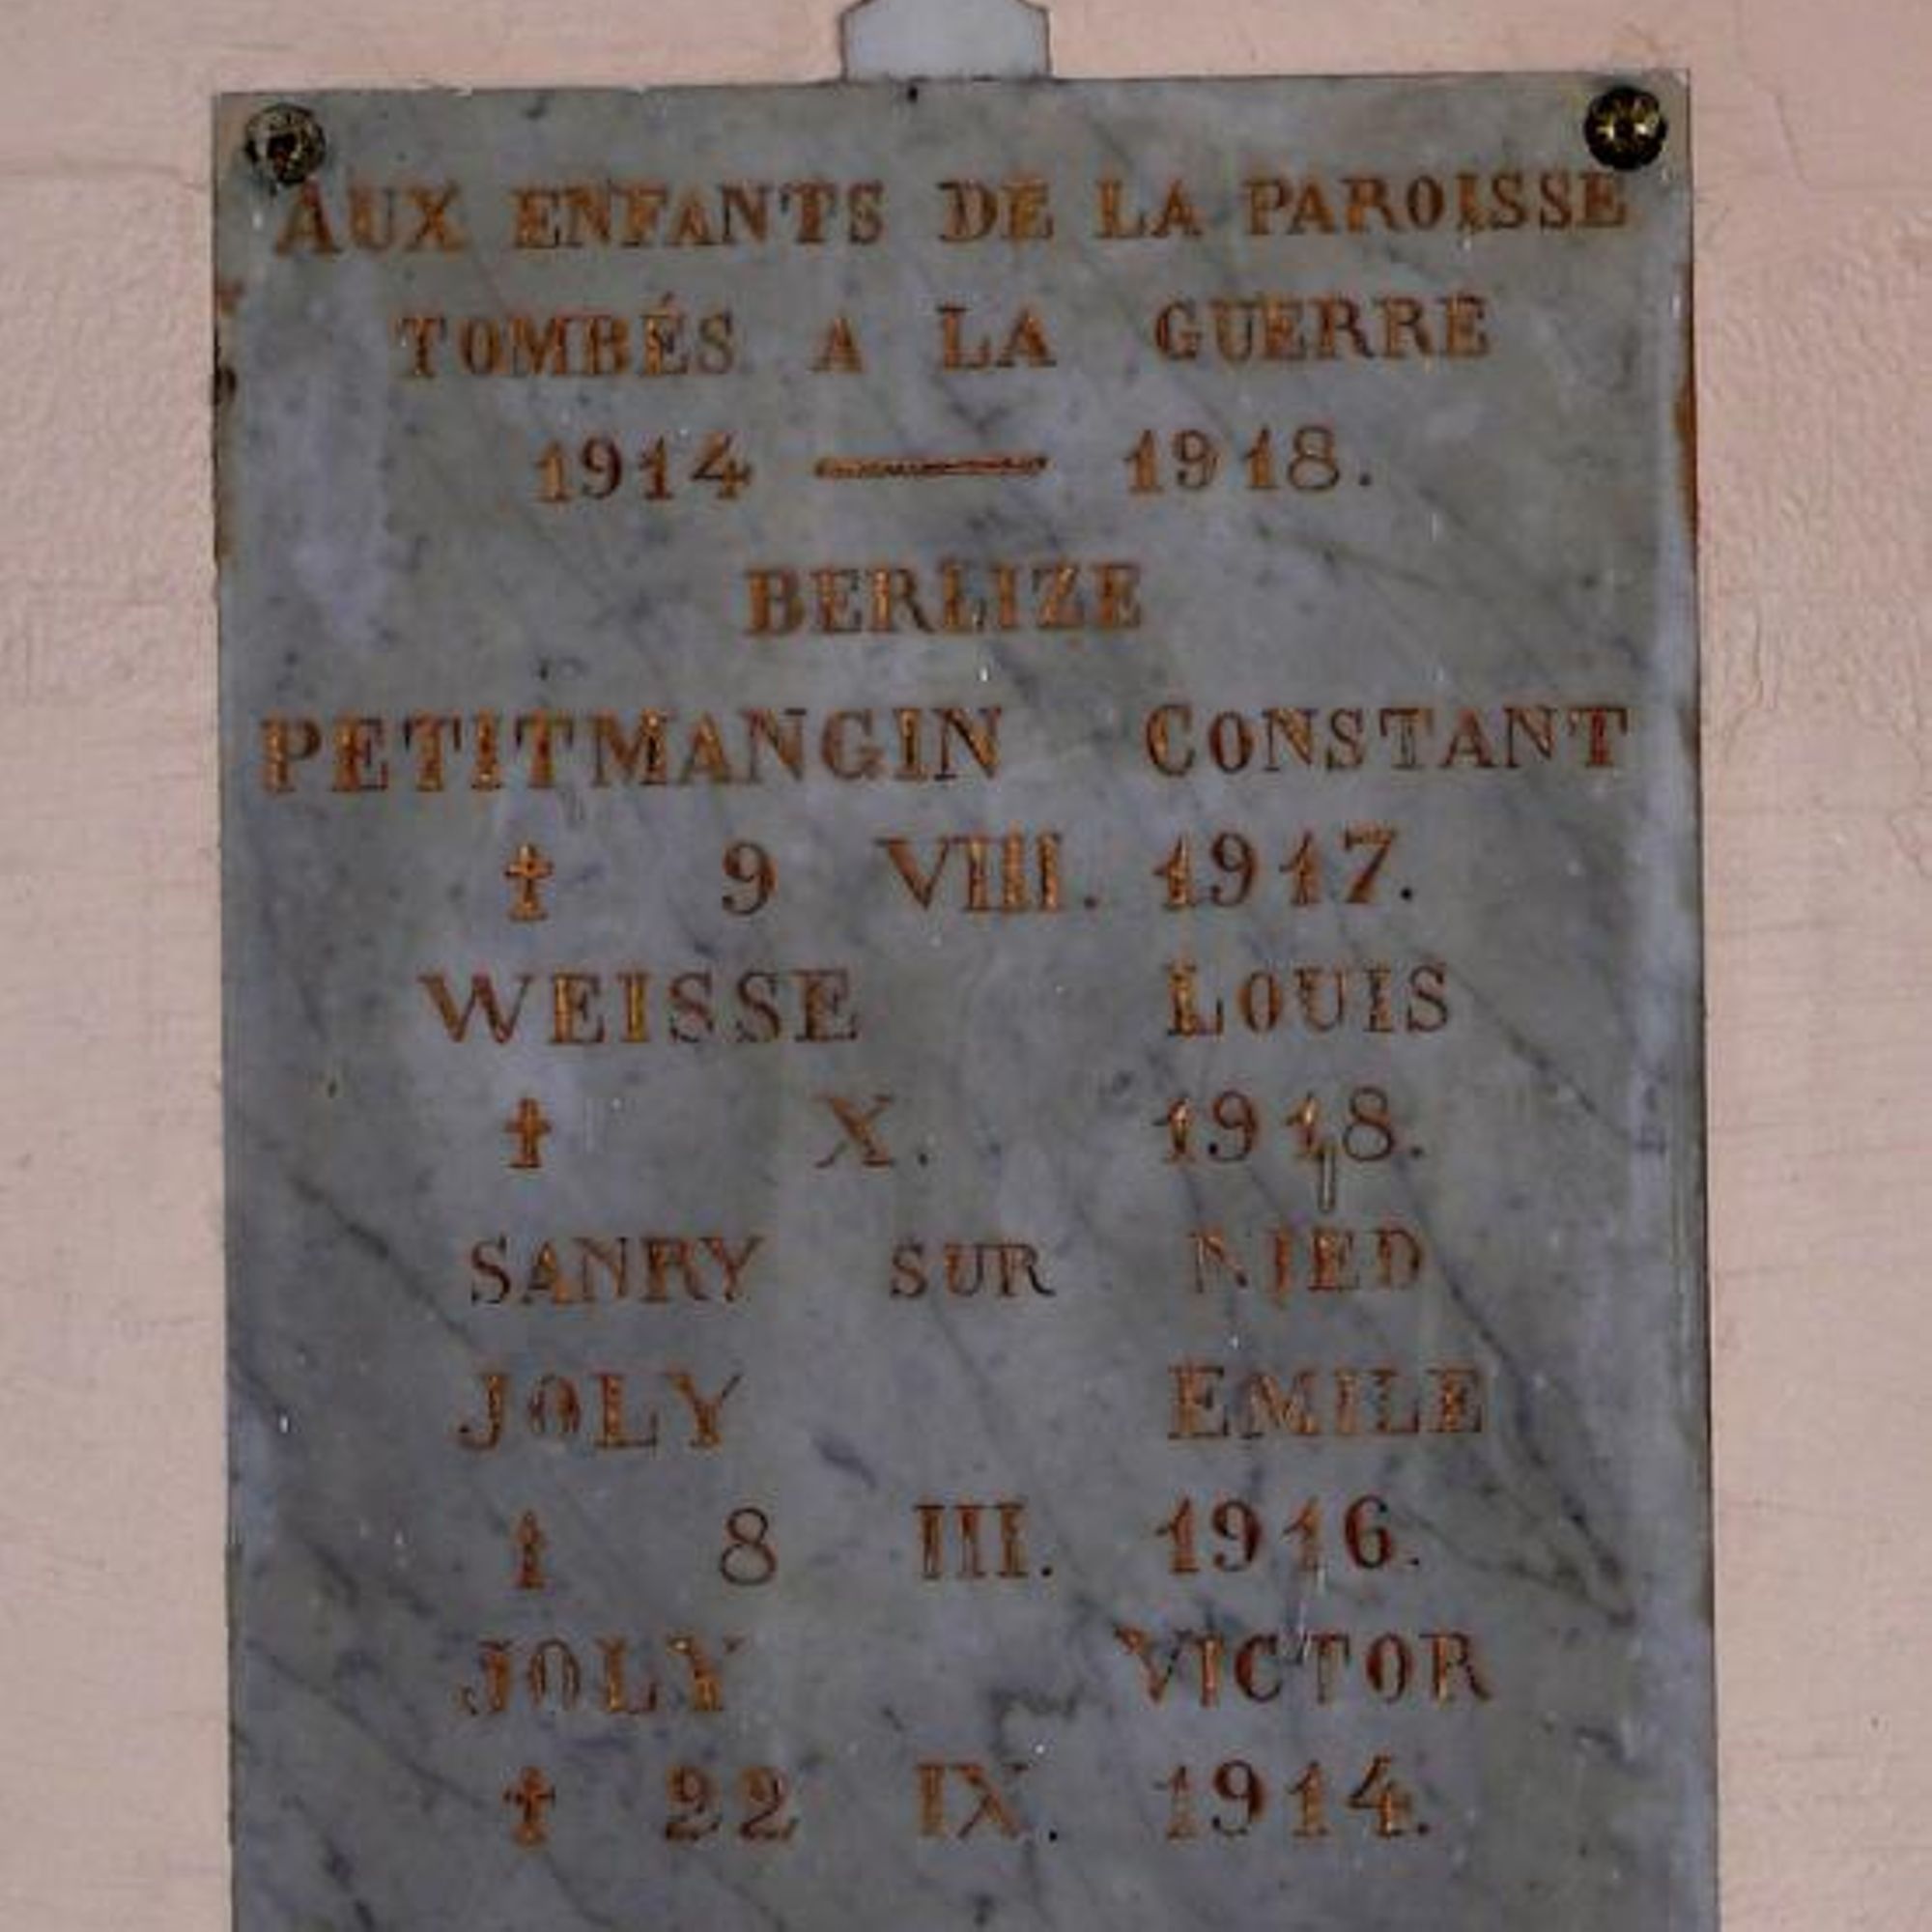 AUX ENFANTS DE LA PAROISSE
TOMBÉS A LA GUERRE
1914 — 1918.
BERLIZE
PETITMANGIN CONSTANT
† 9 VIII. 1917.
WEISSE LOUIS
† X. 1918.
SANRY SUR NIED
JOLY EMILE
† 8 III. 1916.
JOLY VICTOR
† 22 IX. 1914.